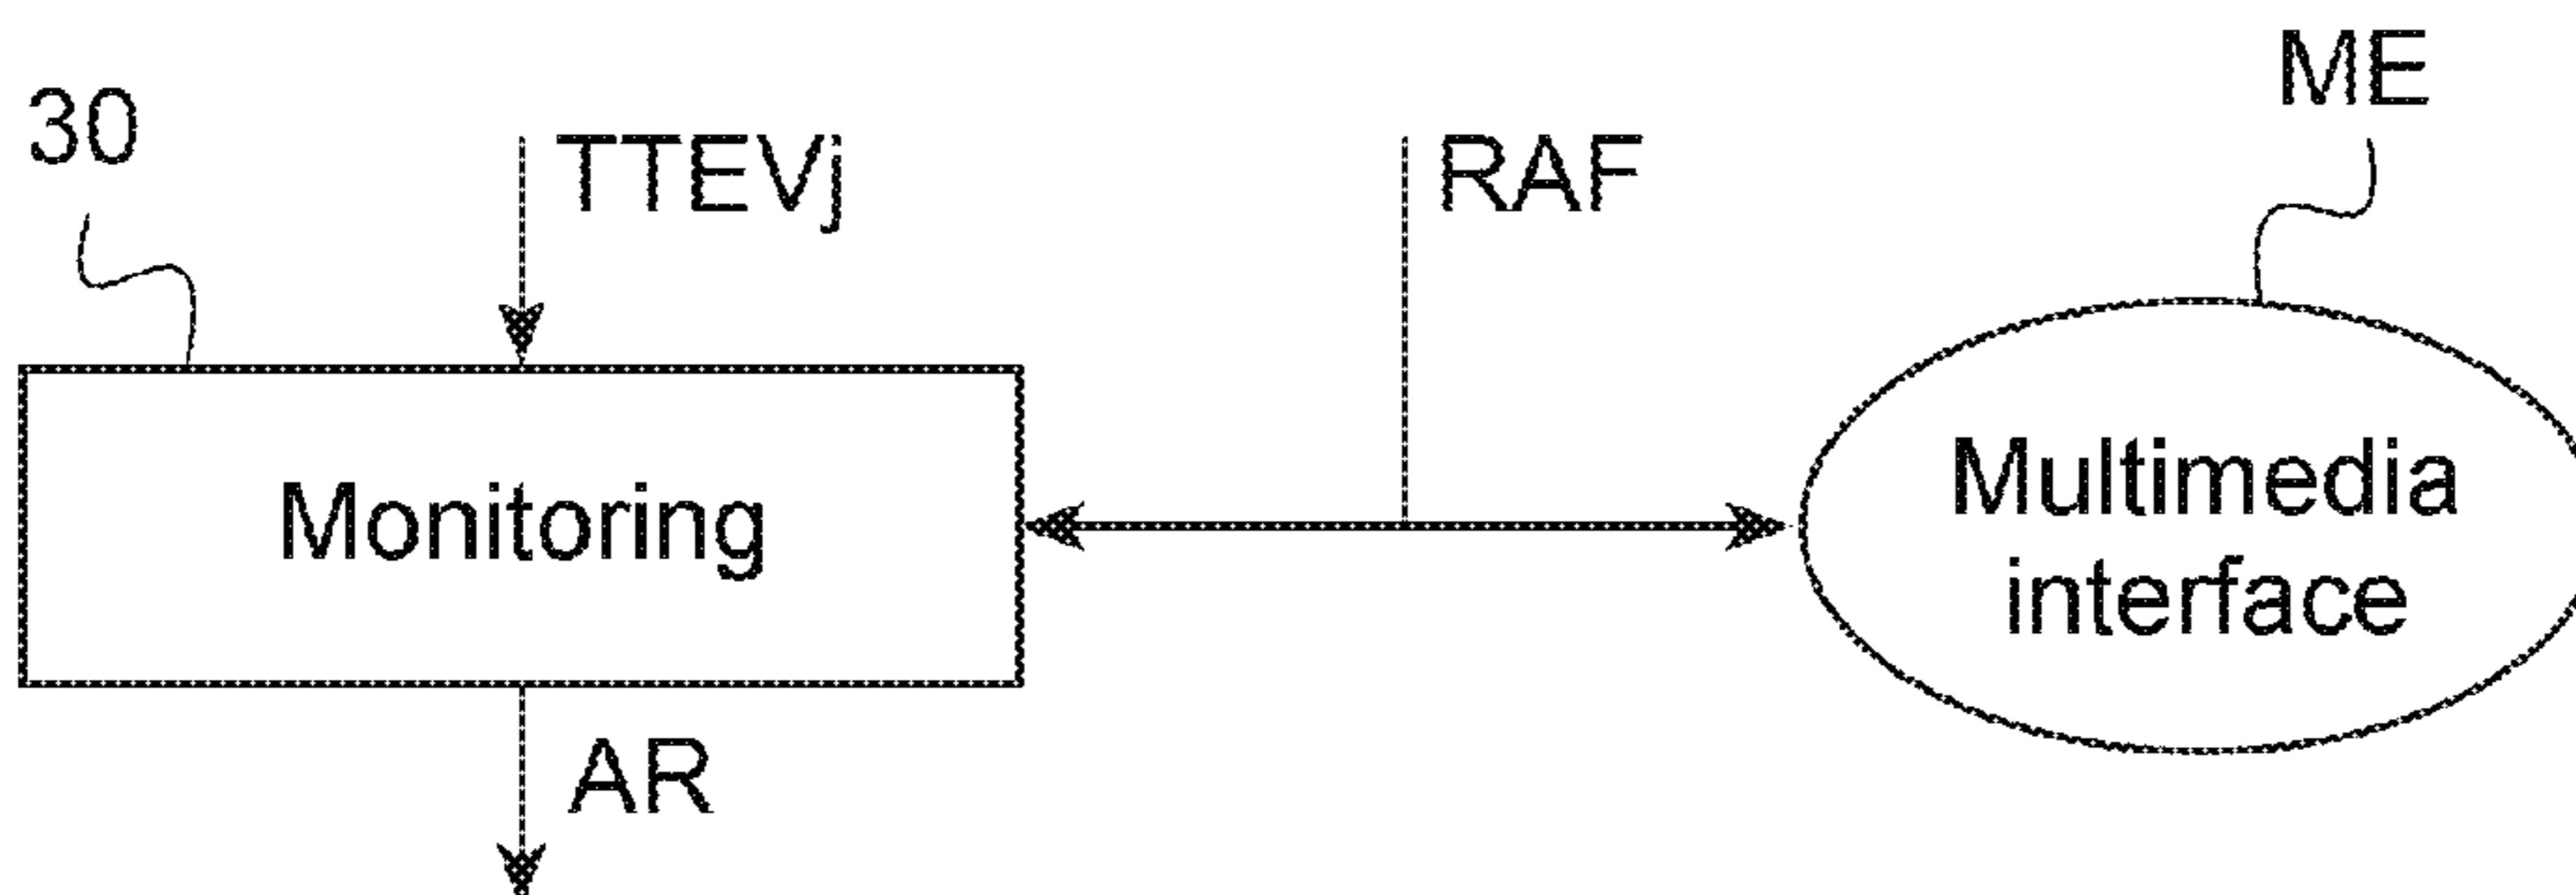 ME
30
TTEVj
RAF
Monitoring
Multimedia
interface
AR